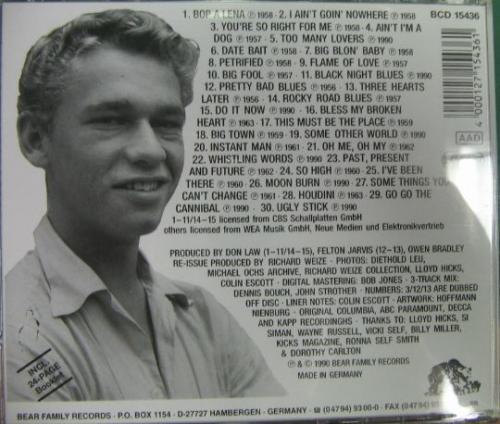 1. BOP A LENA ℗ 1958 · 2. I AIN'T GOIN' NOWHERE ℗ 1958
3. YOU'RE SO RIGHT FOR ME ℗ 1958 · 4. AIN'T I'M A
DOG ℗ 1957 · 5. TOO MANY LOVERS ℗ 1990
6. DATE BAIT ℗ 1958 · 7. BIG BLON' BABY ℗ 1958
8. PETRIFIED ℗ 1958 · 9. FLAME OF LOVE ℗ 1957
10. BIG FOOL ℗ 1957 · 11. BLACK NIGHT BLUES ℗ 1990
12. PRETTY BAD BLUES ℗ 1956 · 13. THREE HEARTS
LATER ℗ 1956 · 14. ROCKY ROAD BLUES ℗ 1957
15. DO IT NOW ℗ 1990 · 16. BLESS MY BROKEN
HEART ℗ 1963 · 17. THIS MUST BE THE PLACE ℗ 1959
18. BIG TOWN ℗ 1959 · 19. SOME OTHER WORLD ℗ 1990
20. INSTANT MAN ℗ 1961 · 21. OH ME, OH MY ℗ 1962
22. WHISTLING WORDS ℗ 1990 · 23. PAST, PRESENT
AND FUTURE ℗ 1962 · 24. SO HIGH ℗ 1960 · 25. I'VE BEEN
THERE ℗ 1960 · 26. MOON BURN ℗ 1990 · 27. SOME THINGS YOU
CAN'T CHANGE ℗ 1961 · 28. HOUDINI ℗ 1963 · 29. GO GO THE
CANNIBAL ℗ 1990 · 30. UGLY STICK ℗ 1990
1-11/14-15 licensed from CBS Schallplatten GmbH
others licensed from WEA Musik GmbH, Neue Medien und Elektronikvertrieb
BCD 15436
4 000127 154361
AAD
PRODUCED BY DON LAW (1-11/14-15), FELTON JARVIS (12-13), OWEN BRADLEY
RE-ISSUE PRODUCED BY RICHARD WEIZE · PHOTOS: DIETHOLD LEU,
MICHAEL OCHS ARCHIVE, RICHARD WEIZE COLLECTION, LLOYD HICKS,
COLIN ESCOTT · DIGITAL MASTERING: BOB JONES · 3-TRACK MIX:
DENNIS BOUCH, JOHN STROTHER · NUMBERS: 3/12/13 ARE DUBBED
OFF DISC · LINER NOTES: COLIN ESCOTT · ARTWORK: HOFFMANN
NIENBURG · ORIGINAL COLUMBIA, ABC PARAMOUNT, DECCA
AND KAPP RECORDINGHS · THANKS TO: LLOYD HICKS, SI
SIMAN, WAYNE RUSSELL, VICKI SELF, BILLY MILLER,
KICKS MAGAZINE, RONNA SELF SMITH
& DOROTHY CARLTON
℗ & © 1990 BEAR FAMILY RECORDS
MADE IN GERMANY
INCL.
24-PAGE
Booklet
BEAR FAMILY RECORDS · P.O. BOX 1154 · D-27727 HAMBERGEN · GERMANY · ☎ (0 47 94) 93 00-0 · FAX (0 47 94)